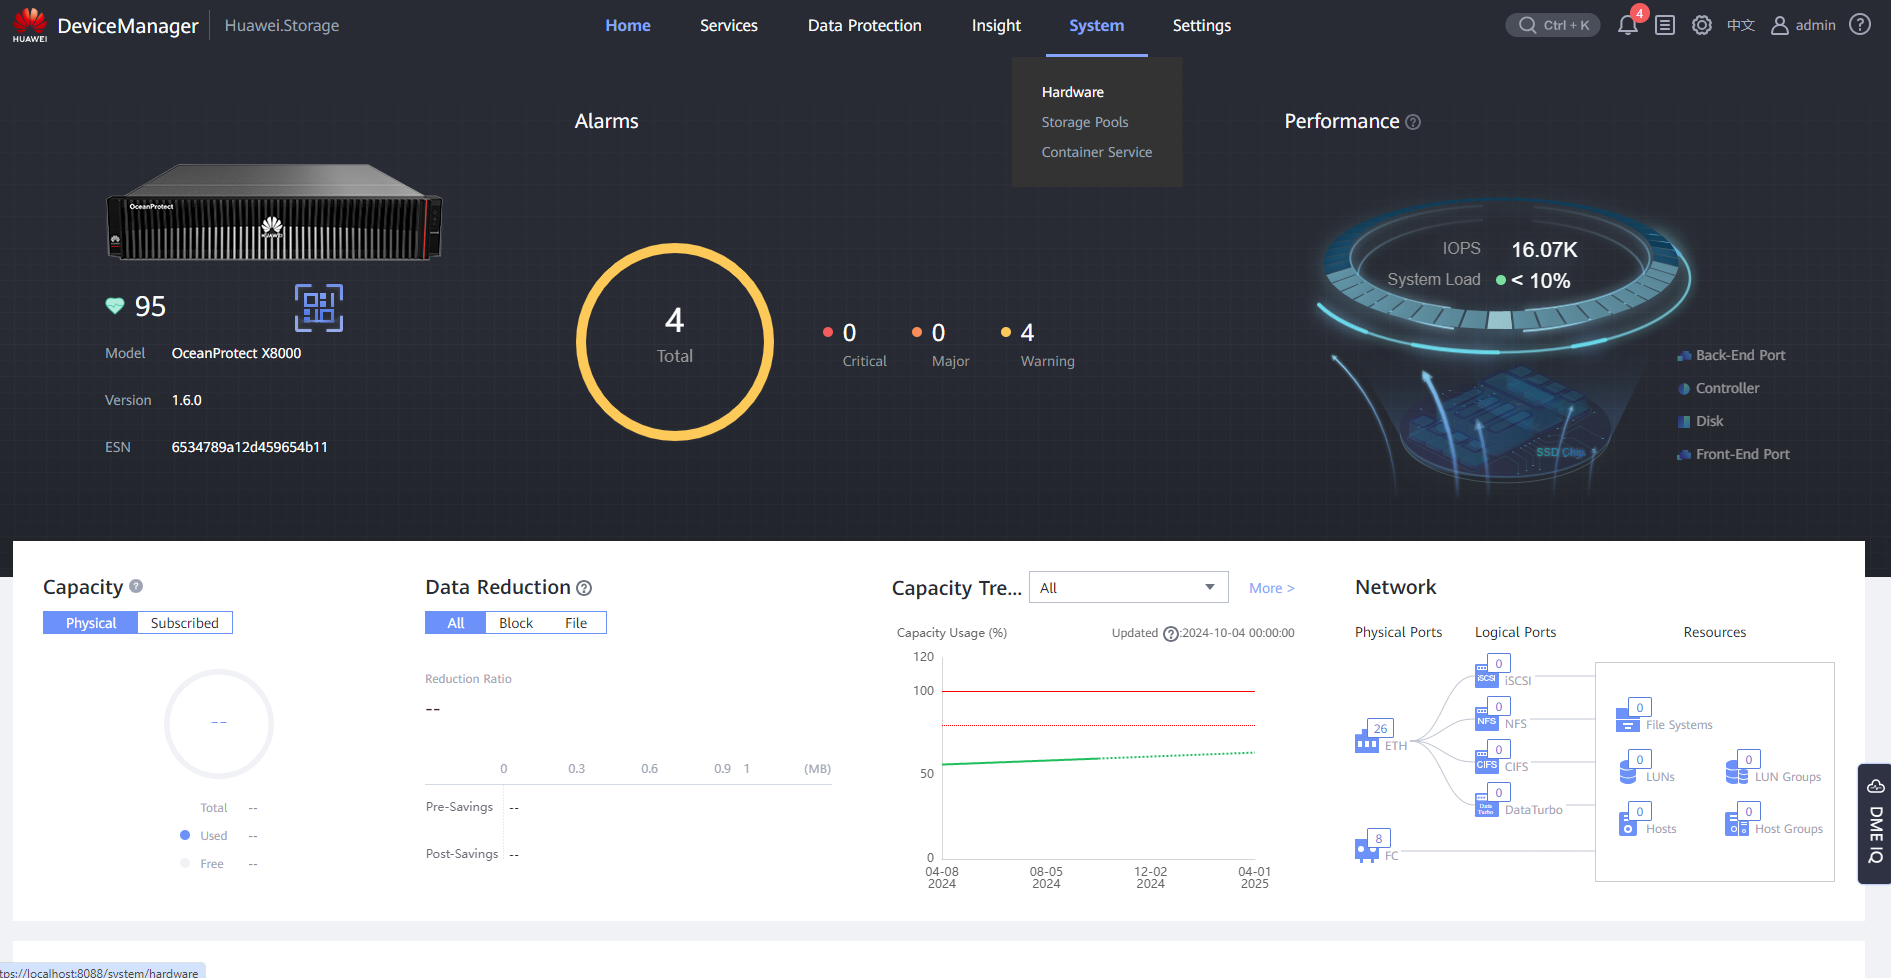 HUAWEI DeviceManager Huawei.Storage Home Services Data Protection Insight System Settings Ctrl + K 4 中文 admin ?
Hardware
Storage Pools
Container Service
OceanProtect
HUAWEI
95
Model OceanProtect X8000
Version 1.6.0
ESN 6534789a12d459654b11
Alarms
4
Total
0 Critical
0 Major
4 Warning
Performance ?
IOPS 16.07K
System Load < 10%
SSD Chip
Back-End Port
Controller
Disk
Front-End Port
Capacity ?
Physical Subscribed
--
Total --
Used --
Free --
Data Reduction ?
All Block File
Reduction Ratio
--
0 0.3 0.6 0.9 1 (MB)
Pre-Savings --
Post-Savings --
Capacity Tre... All More >
Capacity Usage (%) Updated ?:2024-10-04 00:00:00
120
100
50
0
04-08 08-05 12-02 04-01
2024 2024 2024 2025
Network
Physical Ports Logical Ports Resources
26 ETH
8 FC
0 iSCSI iSCSI
0 NFS NFS
0 CIFS CIFS
0 Data Turbo DataTurbo
0 File Systems
0 LUNs 0 LUN Groups
0 Hosts 0 Host Groups
DME IQ
tps://localhost:8088/system/hardware